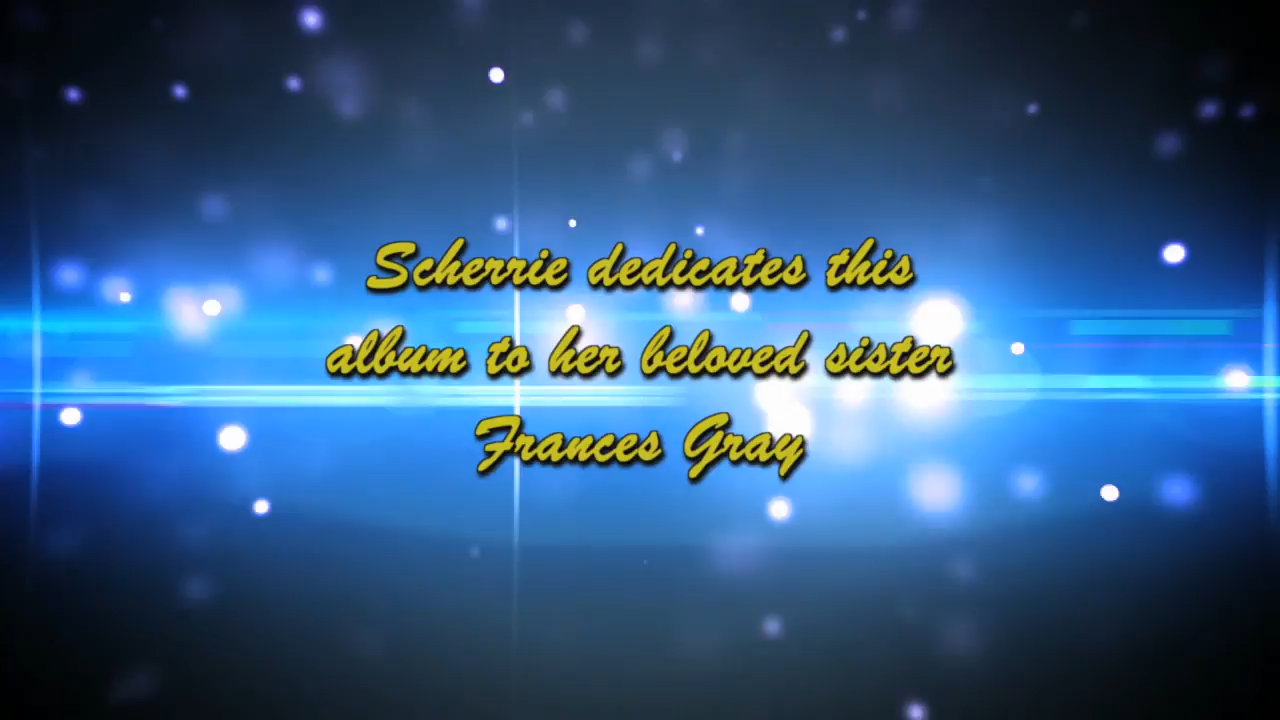 Scherrie dedicates this
album to her beloved sister
Frances Gray